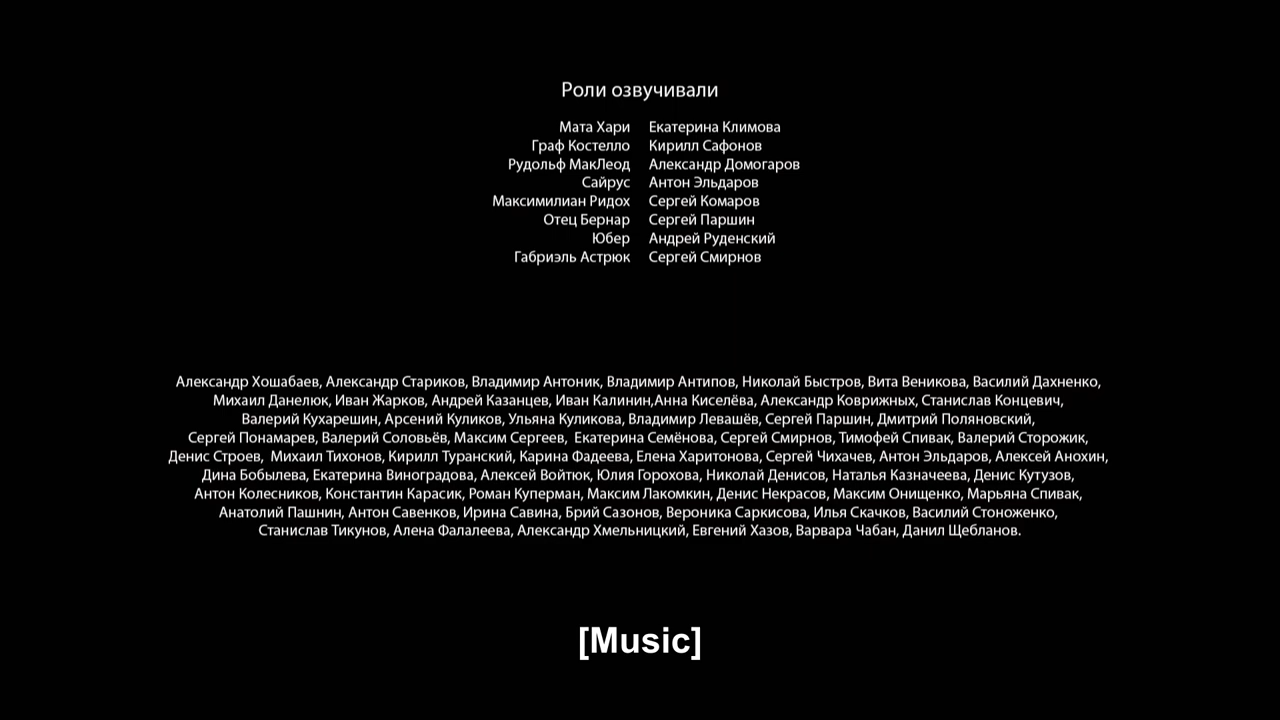 Роли озвучивали
Мата Хари Екатерина Климова
Граф Костелло Кирилл Сафонов
Рудольф МакЛеод Александр Домогаров
Сайрус Антон Эльдаров
Максимилиан Ридох Сергей Комаров
Отец Бернар Сергей Паршин
Юбер Андрей Руденский
Габриэль Астрюк Сергей Смирнов
Александр Хошабаев, Александр Стариков, Владимир Антоник, Владимир Антипов, Николай Быстров, Вита Веникова, Василий Дахненко,
Михаил Данелюк, Иван Жарков, Андрей Казанцев, Иван Калинин,Анна Киселёва, Александр Коврижных, Станислав Концевич,
Валерий Кухарешин, Арсений Куликов, Ульяна Куликова, Владимир Левашёв, Сергей Паршин, Дмитрий Поляновский,
Сергей Понамарев, Валерий Соловьёв, Максим Сергеев, Екатерина Семёнова, Сергей Смирнов, Тимофей Спивак, Валерий Сторожик,
Денис Строев, Михаил Тихонов, Кирилл Туранский, Карина Фадеева, Елена Харитонова, Сергей Чихачев, Антон Эльдаров, Алексей Анохин,
Дина Бобылева, Екатерина Виноградова, Алексей Войтюк, Юлия Горохова, Николай Денисов, Наталья Казначеева, Денис Кутузов,
Антон Колесников, Константин Карасик, Роман Куперман, Максим Лакомкин, Денис Некрасов, Максим Онищенко, Марьяна Спивак,
Анатолий Пашнин, Антон Савенков, Ирина Савина, Брий Сазонов, Вероника Саркисова, Илья Скачков, Василий Стоноженко,
Станислав Тикунов, Алена Фалалеева, Александр Хмельницкий, Евгений Хазов, Варвара Чабан, Данил Щебланов.
[Music]